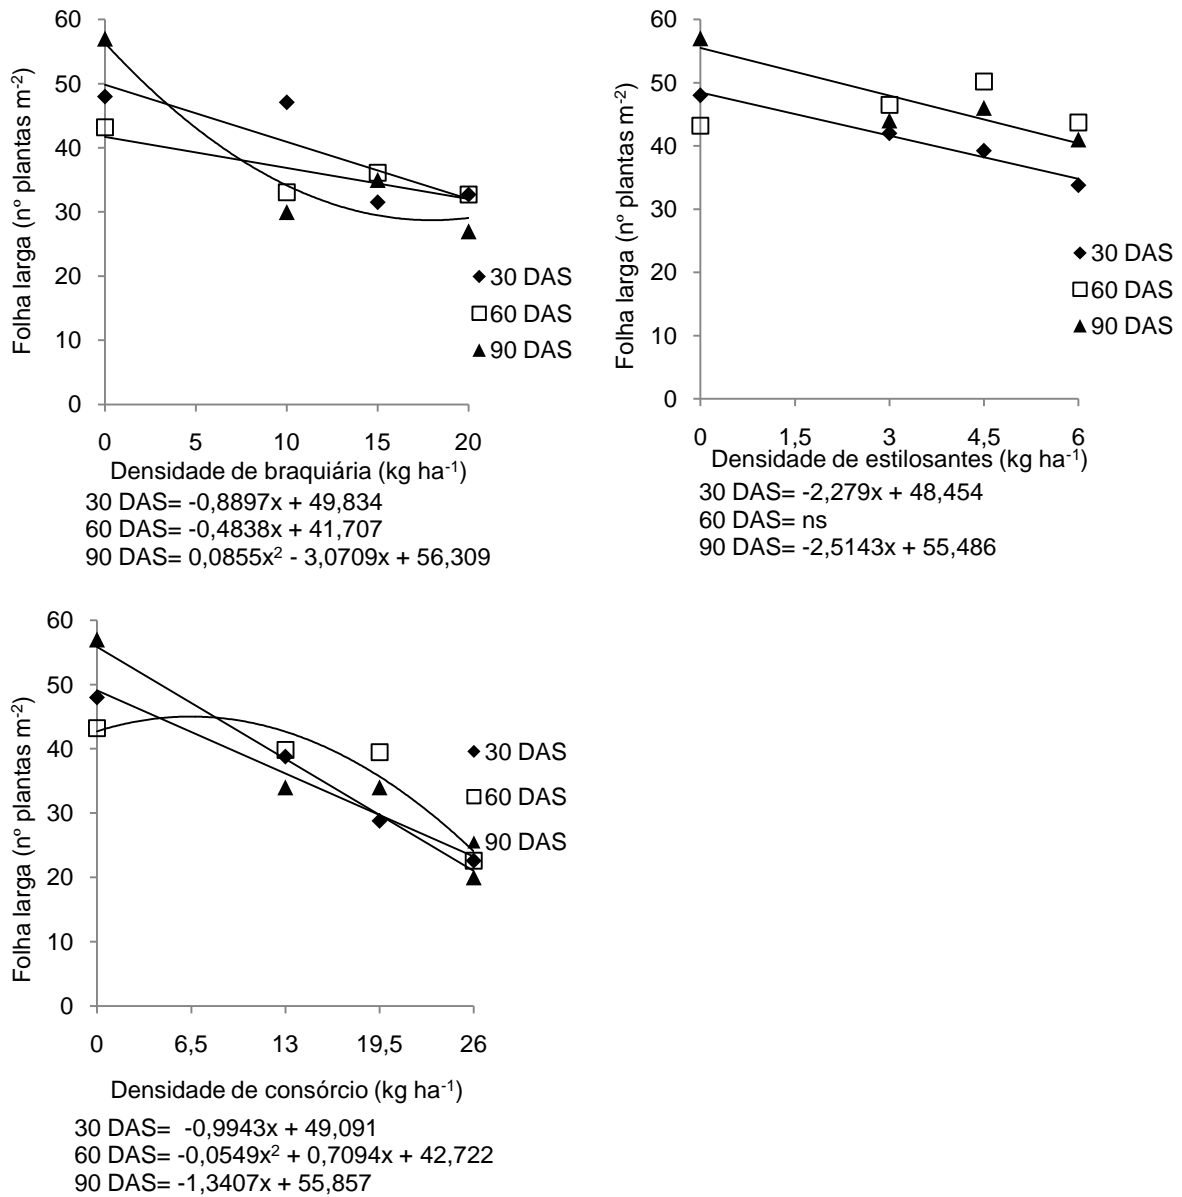 60
50
40
30
20
10
0
Folha larga (nº plantas m-2)
30 DAS
60 DAS
90 DAS
0 5 10 15 20
Densidade de braquiária (kg ha-1)
30 DAS= -0,8897x + 49,834
60 DAS= -0,4838x + 41,707
90 DAS= 0,0855x2 - 3,0709x + 56,309
60
50
40
30
20
10
0
Folha larga (nº plantas m-2)
30 DAS
60 DAS
90 DAS
0 1,5 3 4,5 6
Densidade de estilosantes (kg ha-1)
30 DAS= -2,279x + 48,454
60 DAS= ns
90 DAS= -2,5143x + 55,486
60
50
40
30
20
10
0
Folha larga (nº plantas m-2)
30 DAS
60 DAS
90 DAS
0 6,5 13 19,5 26
Densidade de consórcio (kg ha-1)
30 DAS= -0,9943x + 49,091
60 DAS= -0,0549x2 + 0,7094x + 42,722
90 DAS= -1,3407x + 55,857